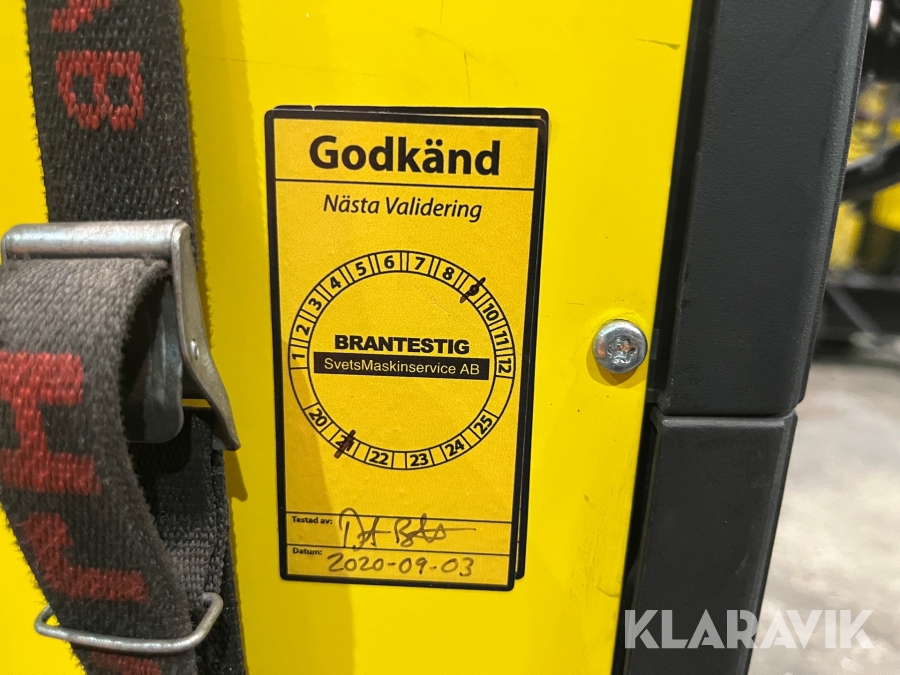 Godkänd
Nästa Validering
1 2 3 4 5 6 7 8 9 10 11 12
BRANTESTIG
SvetsMaskinservice AB
20 21 22 23 24 25
Testad av:
Datum: 2020-09-03
KLARAVIK